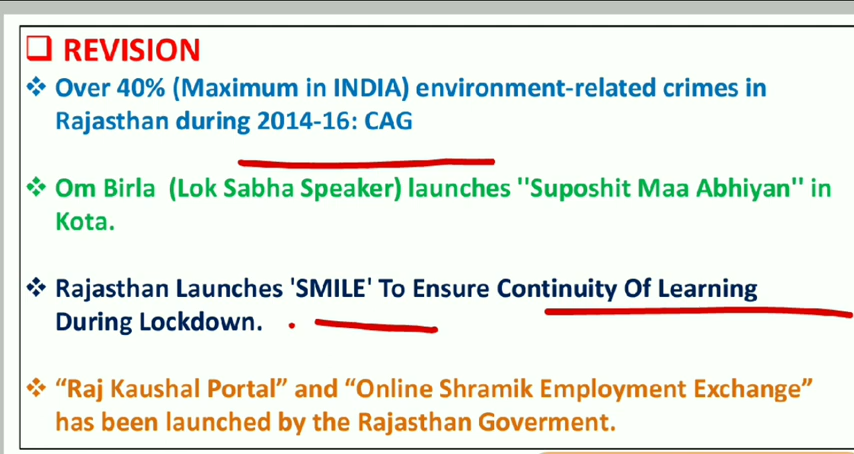 REVISION
Over 40% (Maximum in INDIA) environment-related crimes in
Rajasthan during 2014-16: CAG
Om Birla (Lok Sabha Speaker) launches ''Suposhit Maa Abhiyan'' in
Kota.
Rajasthan Launches 'SMILE' To Ensure Continuity Of Learning
During Lockdown.
“Raj Kaushal Portal” and “Online Shramik Employment Exchange”
has been launched by the Rajasthan Goverment.